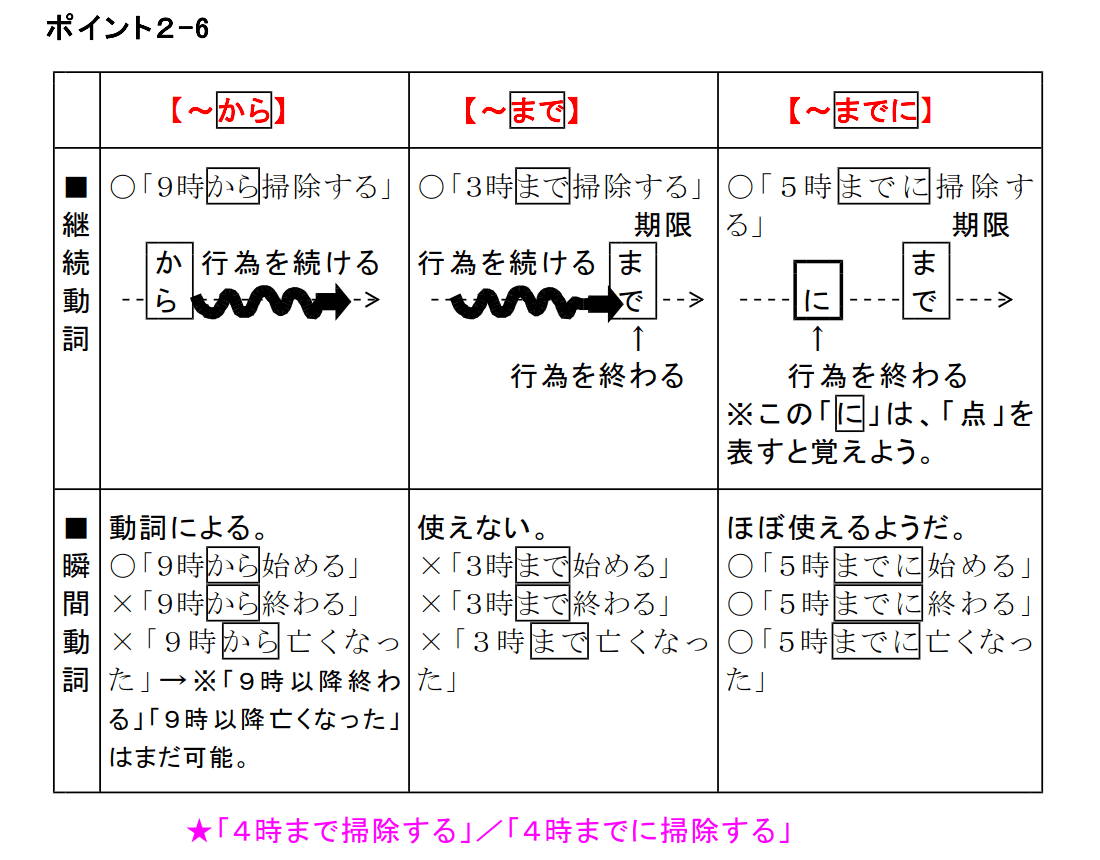 ポイント２-6
【～から】
【～まで】
【～までに】
■継続動詞
○「９時から掃除する」
から
行為を続ける
○「３時まで掃除する」
期限
行為を続ける
まで
↑
行為を終わる
○「５時までに掃除す
る」
期限
に
まで
↑
行為を終わる
※この「に」は、「点」を
表すと覚えよう。
■瞬間動詞
動詞による。
○「９時から始める」
×「９時から終わる」
×「９時から亡くなっ
た」→※「９時以降終わ
る」「９時以降亡くなった」
はまだ可能。
使えない。
×「３時まで始める」
×「３時まで終わる」
×「３時まで亡くなっ
た」
ほぼ使えるようだ。
○「５時までに始める」
○「５時までに終わる」
○「５時までに亡くなっ
た」
★「４時まで掃除する」／「４時までに掃除する」